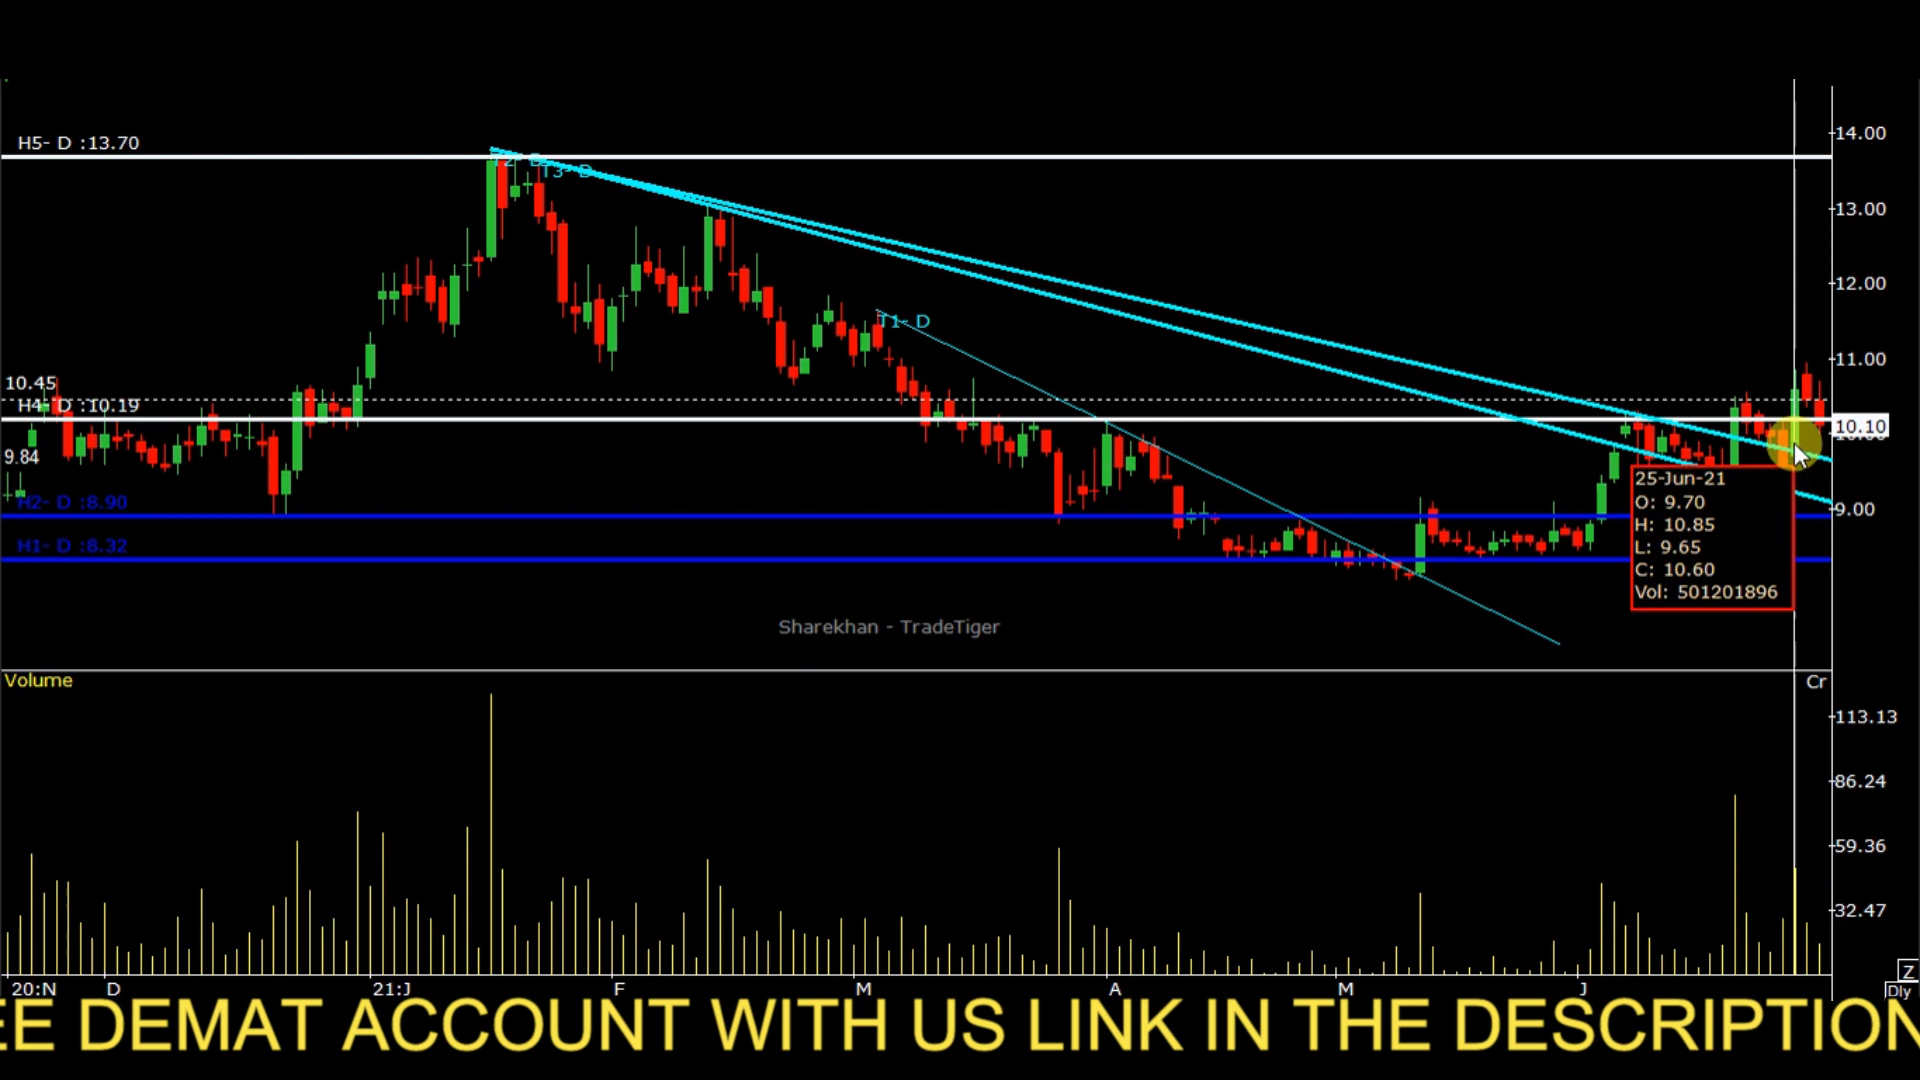 H5- D :13.70
14.00
T3- D
13.00
12.00
T1- D
11.00
10.45
H4- D :10.19
10.10
9.84
25-Jun-21
H2- D :8.90
O: 9.70
9.00
H: 10.85
H1- D :8.32
L: 9.65
C: 10.60
Vol: 501201896
Sharekhan - TradeTiger
Volume
Cr
113.13
86.24
59.36
32.47
Z
20:N D 21:J F M A M J
Dly
EE DEMAT ACCOUNT WITH US LINK IN THE DESCRIPTION